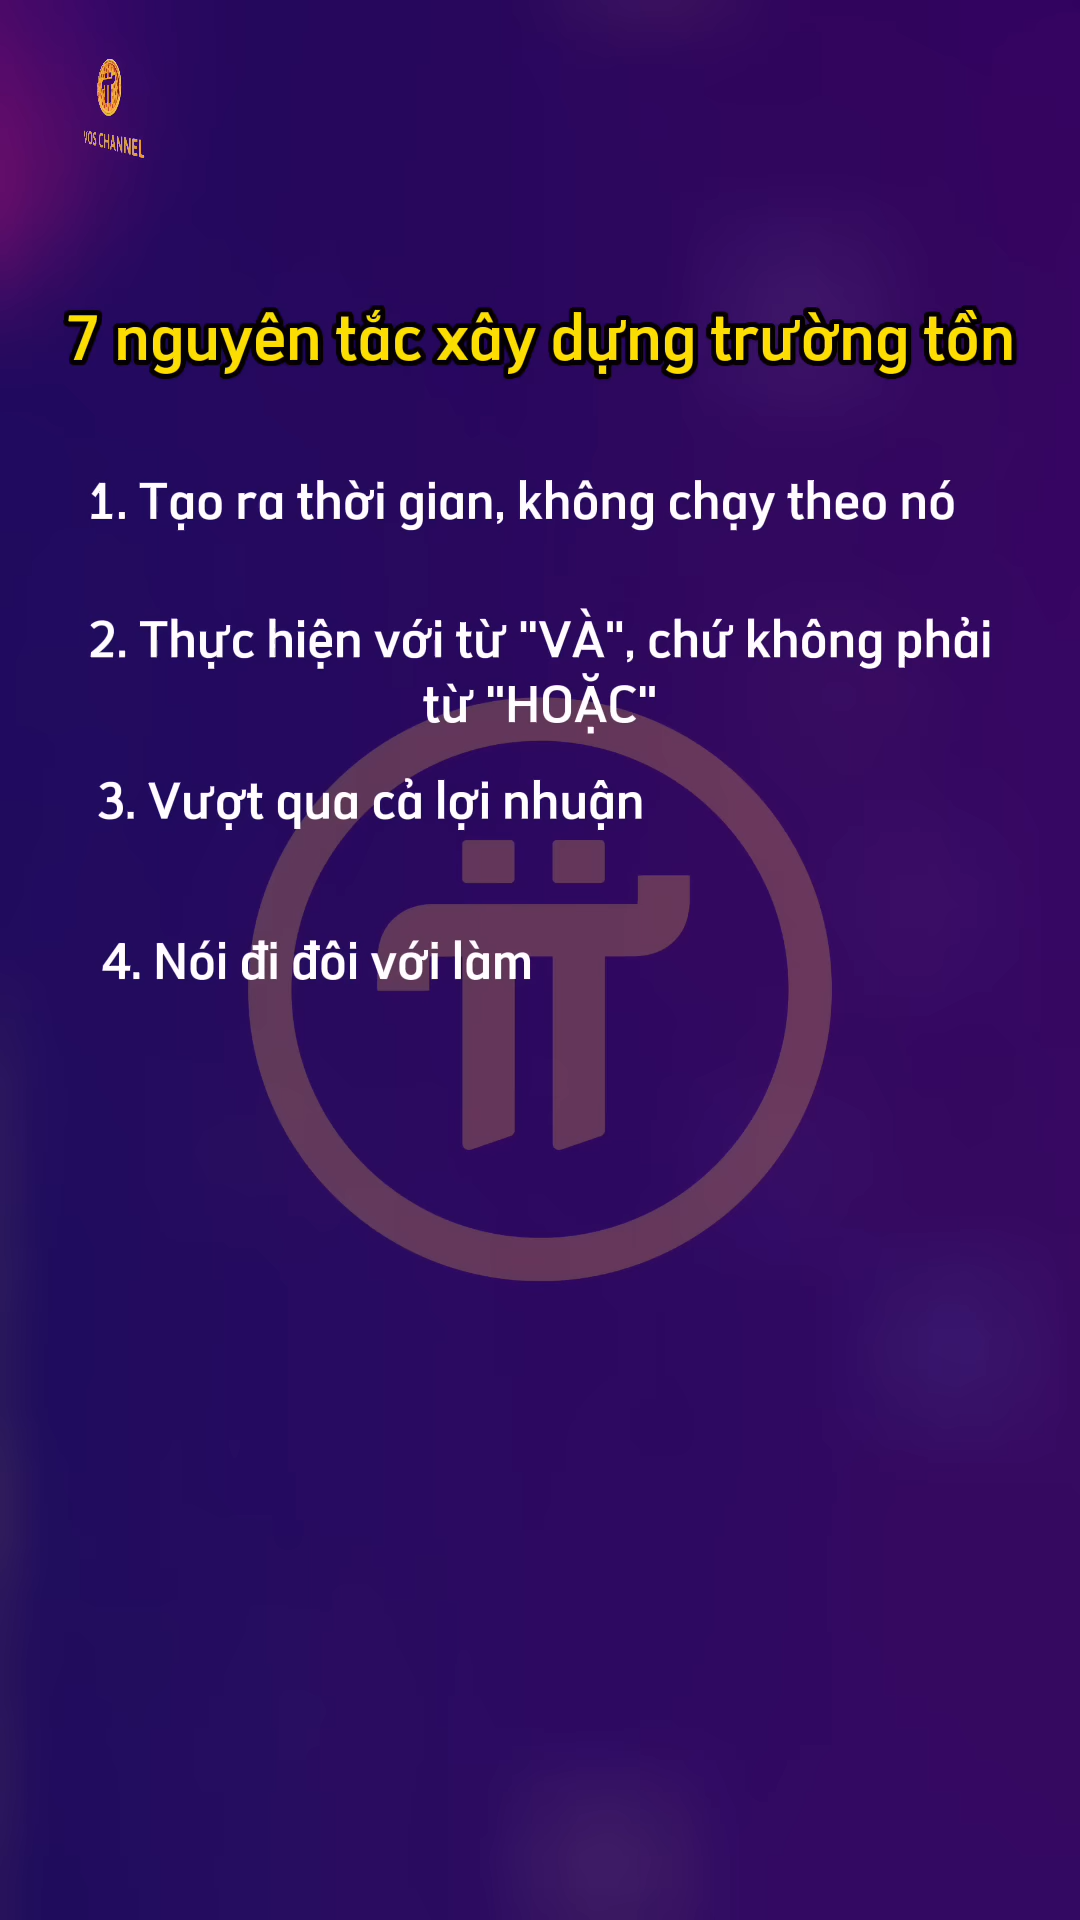 VOS CHANNEL
7 nguyên tắc xây dựng trường tồn
1. Tạo ra thời gian, không chạy theo nó
2. Thực hiện với từ "VÀ", chứ không phải
từ "HOẶC"
3. Vượt qua cả lợi nhuận
4. Nói đi đôi với làm